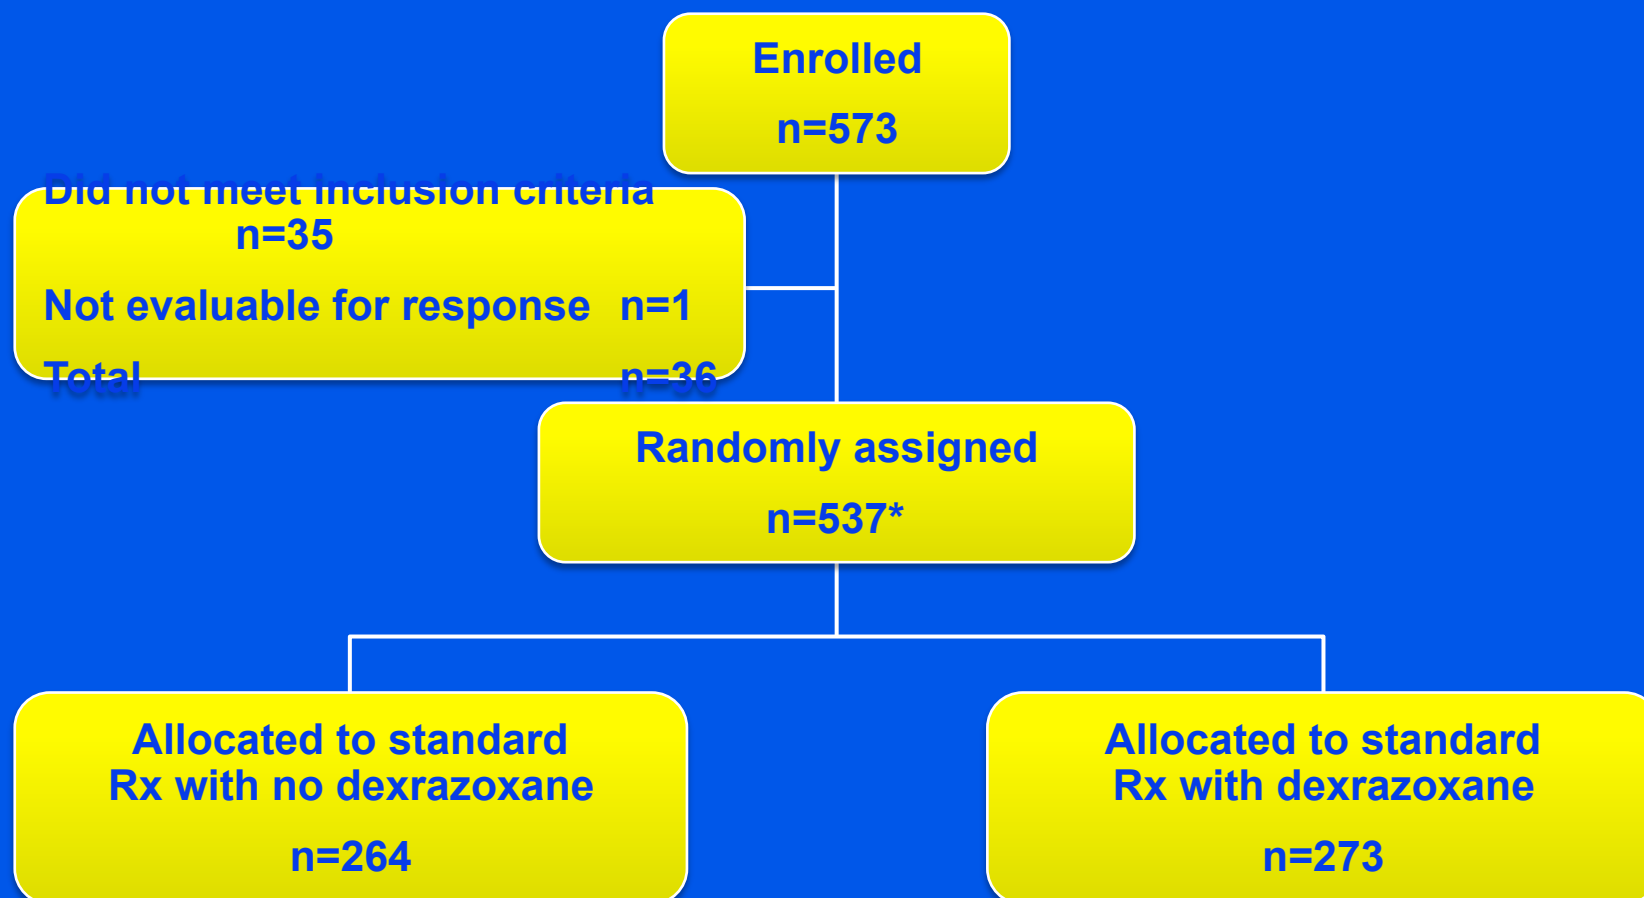 Enrolled
n=573
Did not meet inclusion criteria
n=35
Not evaluable for response n=1
Total n=36
Randomly assigned
n=537*
Allocated to standard
Rx with no dexrazoxane
n=264
Allocated to standard
Rx with dexrazoxane
n=273